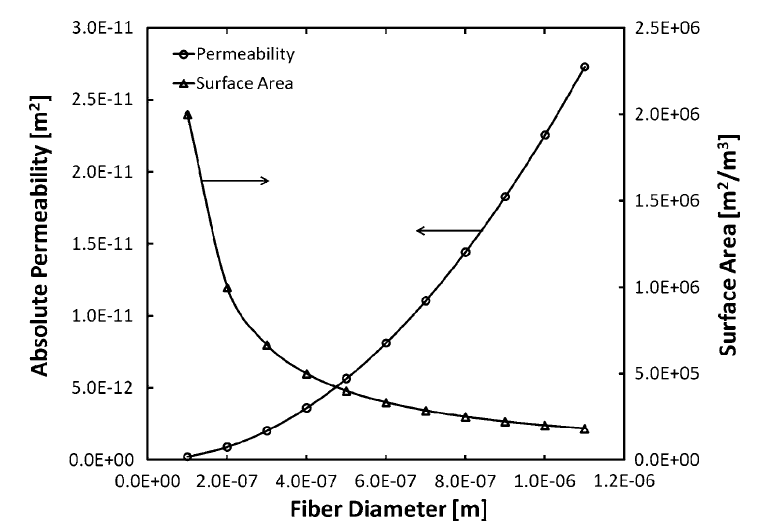 3.0E-11
2.5E-11
2.0E-11
1.5E-11
1.0E-11
5.0E-12
0.0E+00
Absolute Permeability [m²]
Permeability
Surface Area
2.5E+06
2.0E+06
1.5E+06
1.0E+06
5.0E+05
0.0E+00
Surface Area [m²/m³]
0.0E+00 2.0E-07 4.0E-07 6.0E-07 8.0E-07 1.0E-06 1.2E-06
Fiber Diameter [m]